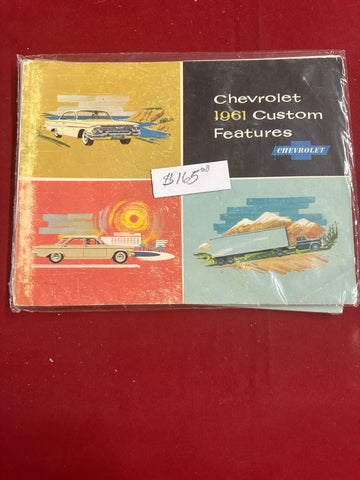 Chevrolet
1961 Custom
Features
CHEVROLET
$165.00